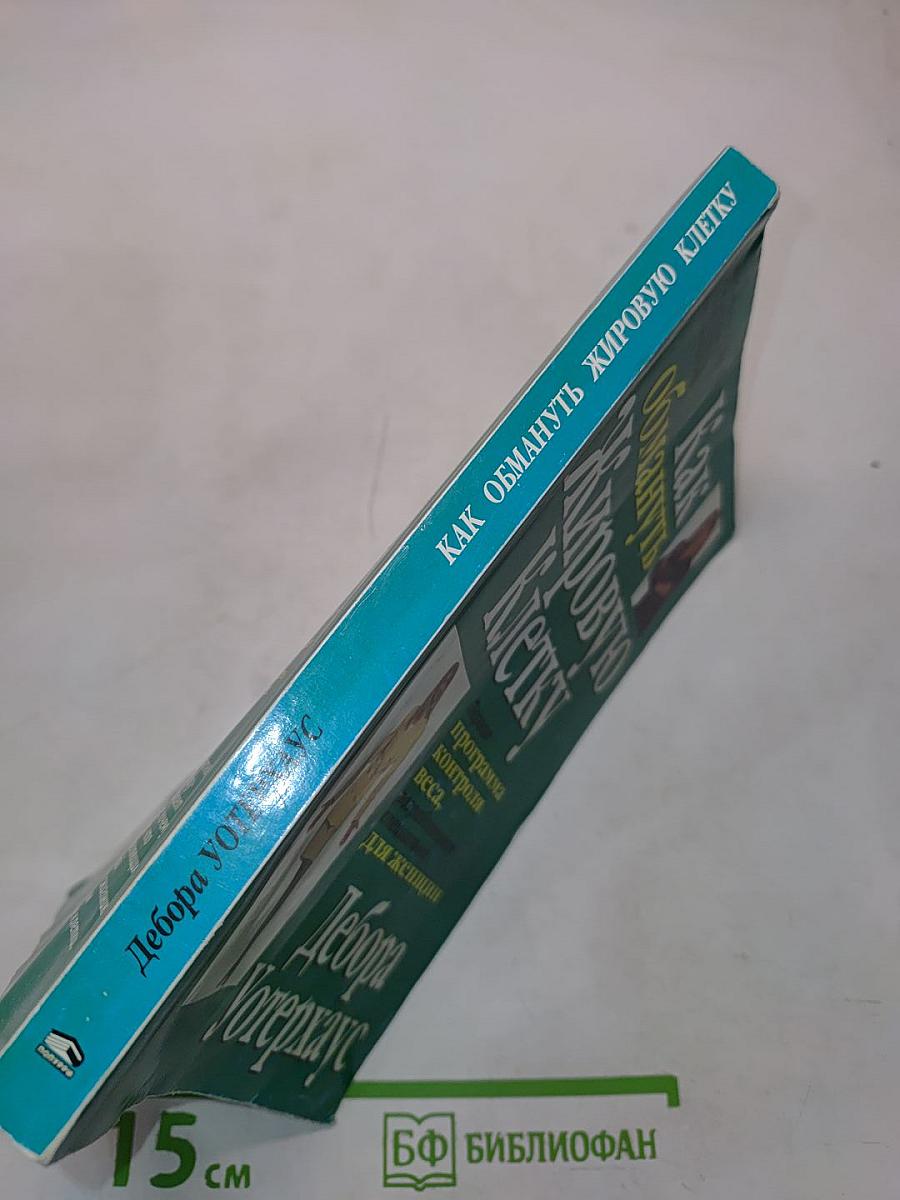 Дебора УОТЕРХАУС
КАК ОБМАНУТЬ ЖИРОВУЮ КЛЕТКУ
ПОПУРРИ
Как
обмануть
жировую
клетку
программа
контроля
веса,
для женщин
Дебора
Уотерхаус
15 см
БФ БИБЛИОФАН